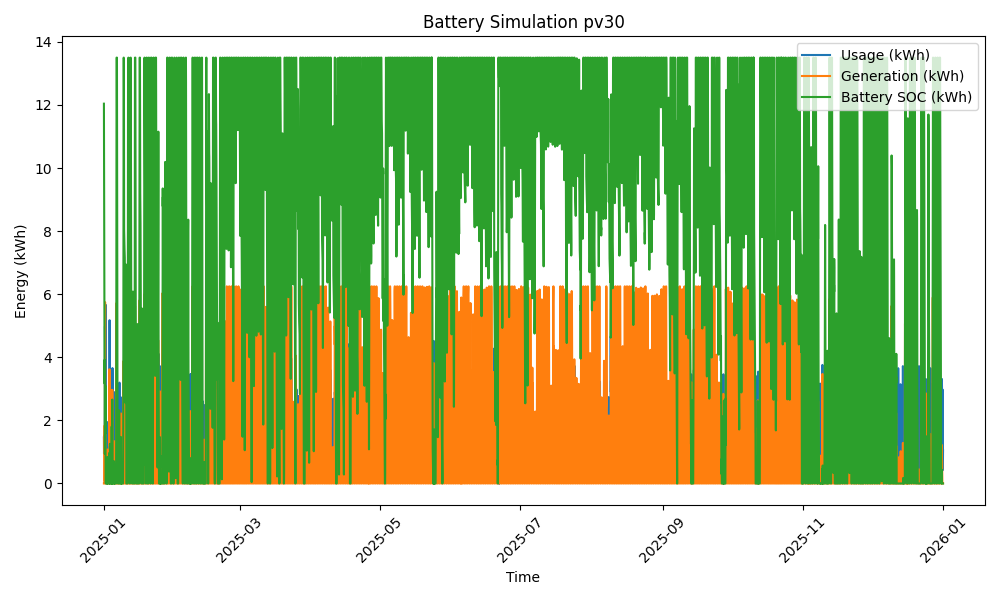 Battery Simulation pv30
Usage (kWh)
Generation (kWh)
Battery SOC (kWh)
Energy (kWh)
14
12
10
8
6
4
2
0
2025-01
2025-03
2025-05
2025-07
2025-09
2025-11
2026-01
Time